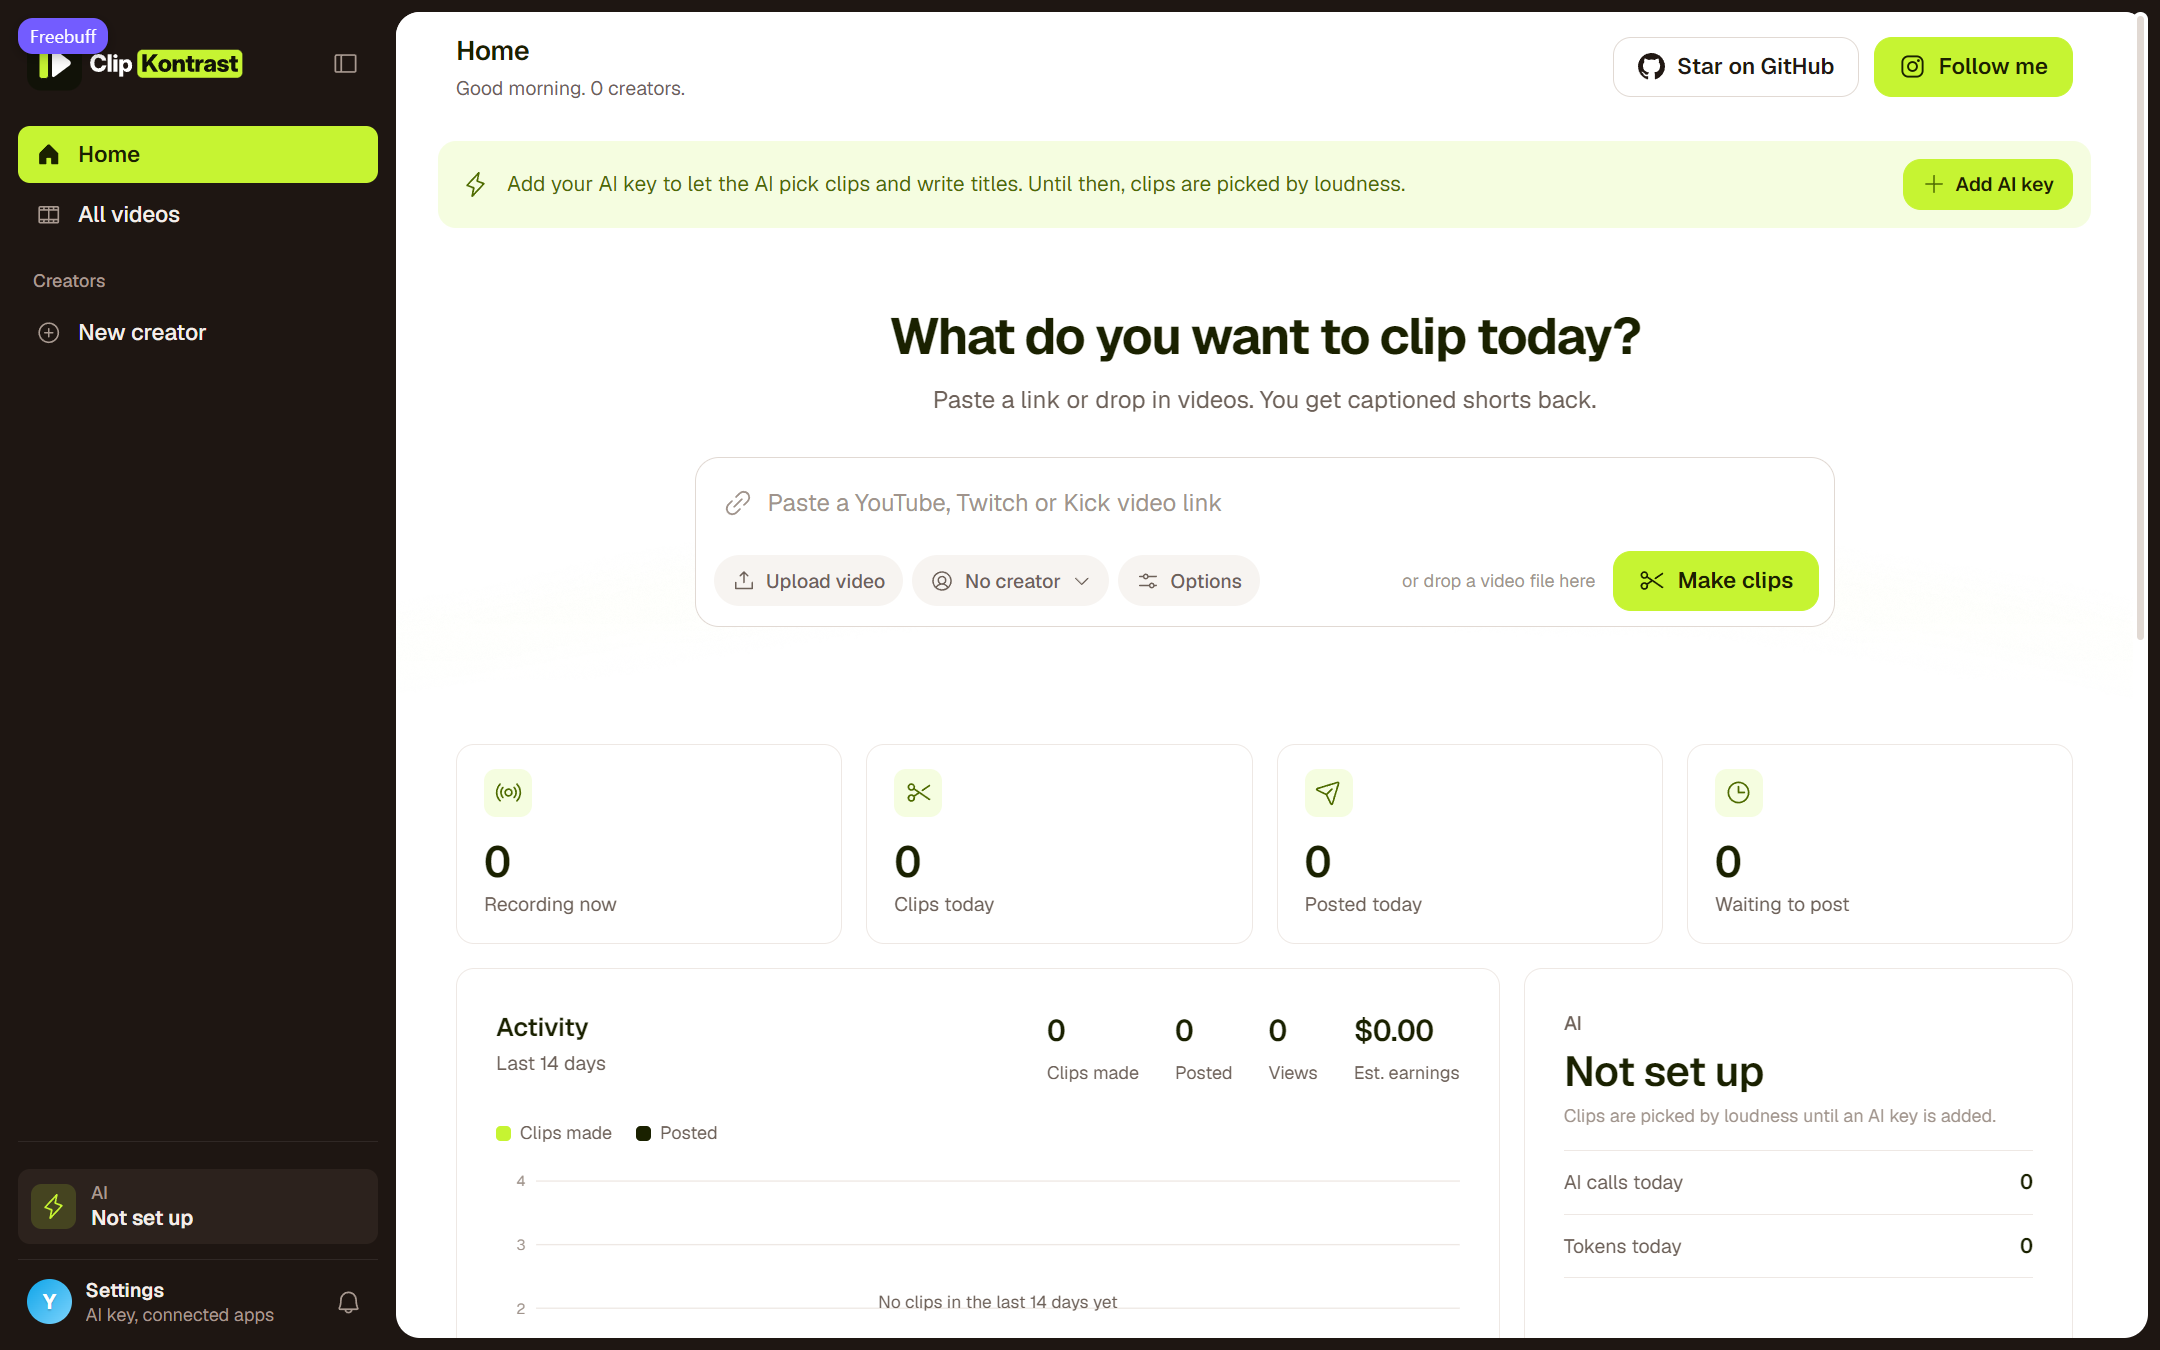 Freebuff
Clip Kontrast
Home
All videos
Creators
New creator
AI
Not set up
Y
Settings
AI key, connected apps
Home
Good morning. 0 creators.
Star on GitHub
Follow me
Add your AI key to let the AI pick clips and write titles. Until then, clips are picked by loudness.
Add AI key
What do you want to clip today?
Paste a link or drop in videos. You get captioned shorts back.
Paste a YouTube, Twitch or Kick video link
Upload video
No creator
Options
or drop a video file here
Make clips
0
Recording now
0
Clips today
0
Posted today
0
Waiting to post
Activity
Last 14 days
0
Clips made
0
Posted
0
Views
$0.00
Est. earnings
Clips made
Posted
4
3
2
No clips in the last 14 days yet
AI
Not set up
Clips are picked by loudness until an AI key is added.
AI calls today 0
Tokens today 0